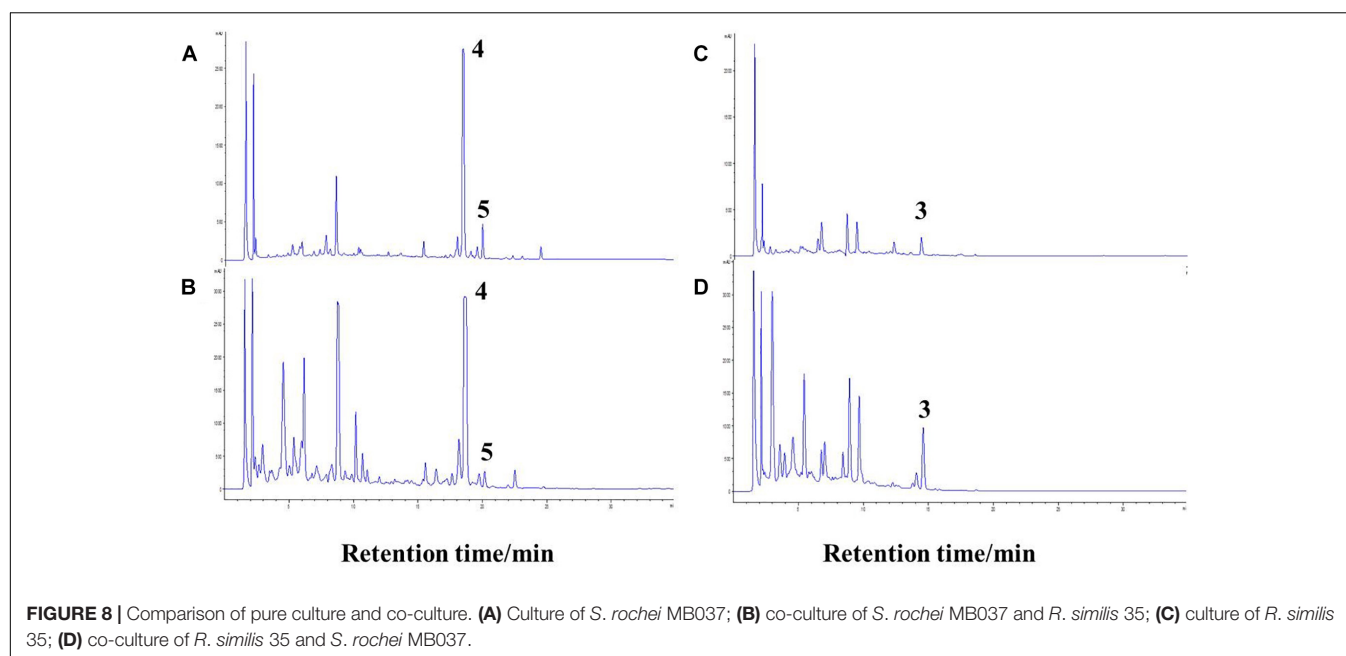 A
4
5
B
4
5
C
3
D
3
Retention time/min
Retention time/min
FIGURE 8 | Comparison of pure culture and co-culture. (A) Culture of S. rochei MB037; (B) co-culture of S. rochei MB037 and R. similis 35; (C) culture of R. similis
35; (D) co-culture of R. similis 35 and S. rochei MB037.